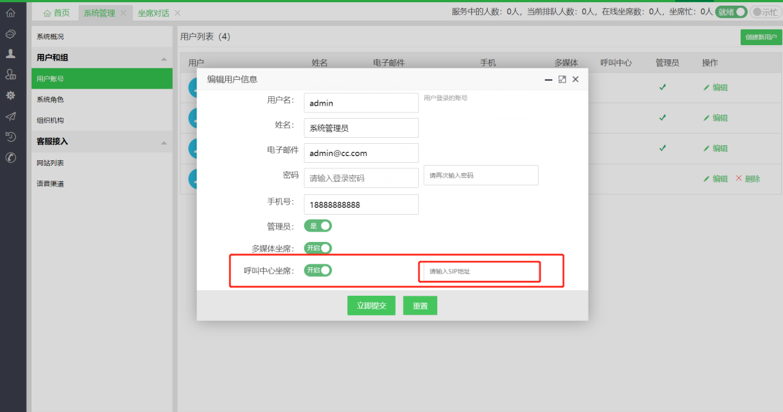 首页 系统管理 坐席对话 服务中的人数：0人，当前排队人数：0人，在线坐席数：0人，坐席忙：0人 就绪 示忙
系统概况
用户和组
用户账号
系统角色
组织机构
客服接入
网站列表
语音渠道
用户列表（4） 创建新用户
用户 姓名 电子邮件 手机 多媒体 呼叫中心 管理员 操作
编辑
编辑
编辑
编辑 删除
编辑用户信息
用户名： admin 用户登录的账号
姓名： 系统管理员
电子邮件 admin@cc.com
密码 请输入登录密码 请再次输入密码
手机号： 18888888888
管理员： 是
多媒体坐席： 开启
呼叫中心坐席： 开启 请输入SIP地址
立即提交 重置